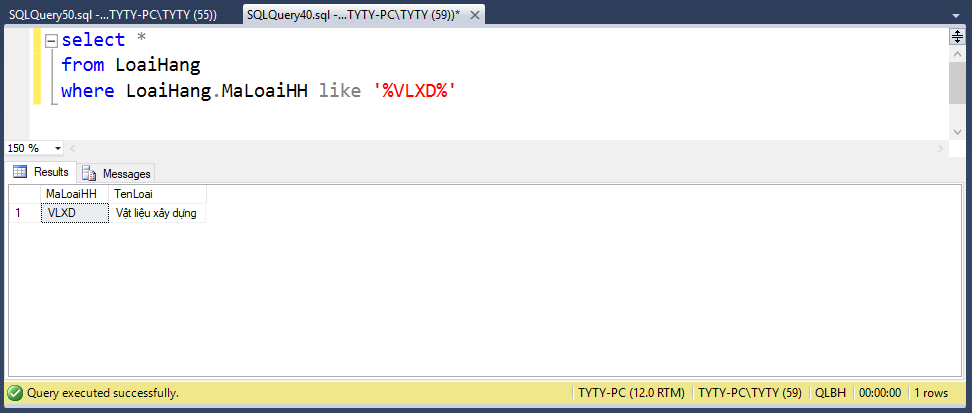 SQLQuery50.sql -...TYTY-PC\TYTY (55)) SQLQuery40.sql -...TYTY-PC\TYTY (59))*
select *
from LoaiHang
where LoaiHang.MaLoaiHH like '%VLXD%'
150 %
Results Messages
MaLoaiHH TenLoai
1 VLXD Vật liệu xây dựng
Query executed successfully. TYTY-PC (12.0 RTM) TYTY-PC\TYTY (59) QLBH 00:00:00 1 rows